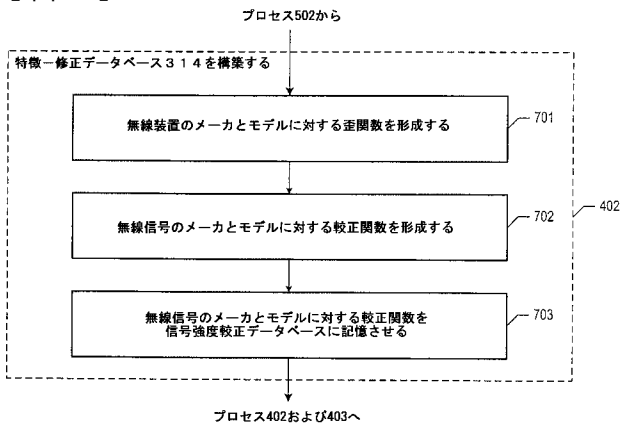 プロセス502から
特徴－修正データベース３１４を構築する
無線装置のメーカとモデルに対する歪関数を形成する
701
無線信号のメーカとモデルに対する較正関数を形成する
702
402
無線信号のメーカとモデルに対する較正関数を
信号強度較正データベースに記憶させる
703
プロセス402および403へ